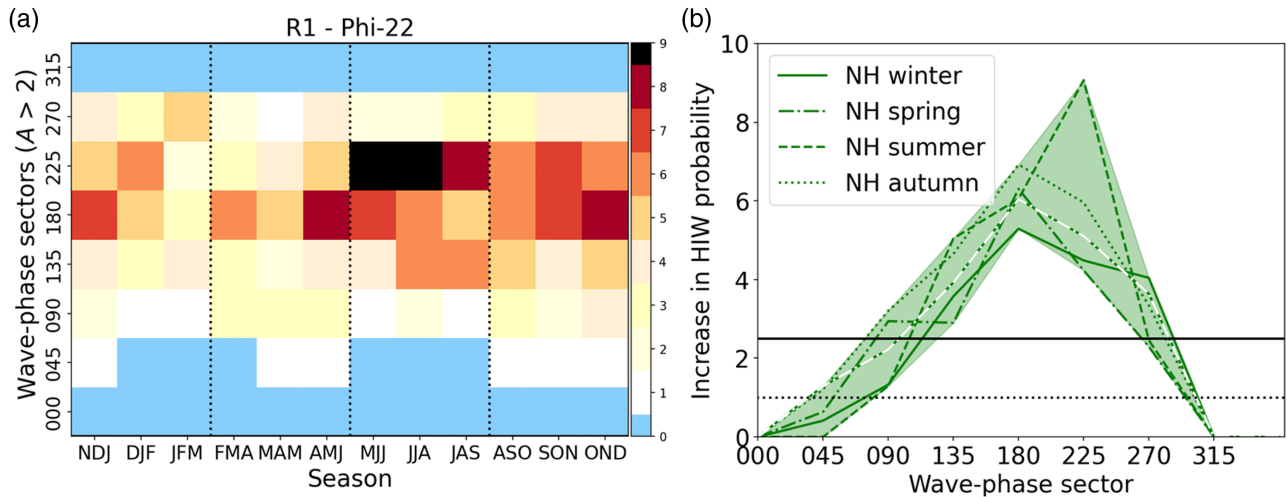 (a)
R1 - Phi-22
Wave-phase sectors (A > 2)
315
270
225
180
135
090
045
000
NDJ DJF JFM FMA MAM AMJ MJJ JJA JAS ASO SON OND
Season
9
8
7
6
5
4
3
2
1
0
(b)
Increase in HIW probability
10
8
6
4
2
0
NH winter
NH spring
NH summer
NH autumn
000 045 090 135 180 225 270 315
Wave-phase sector